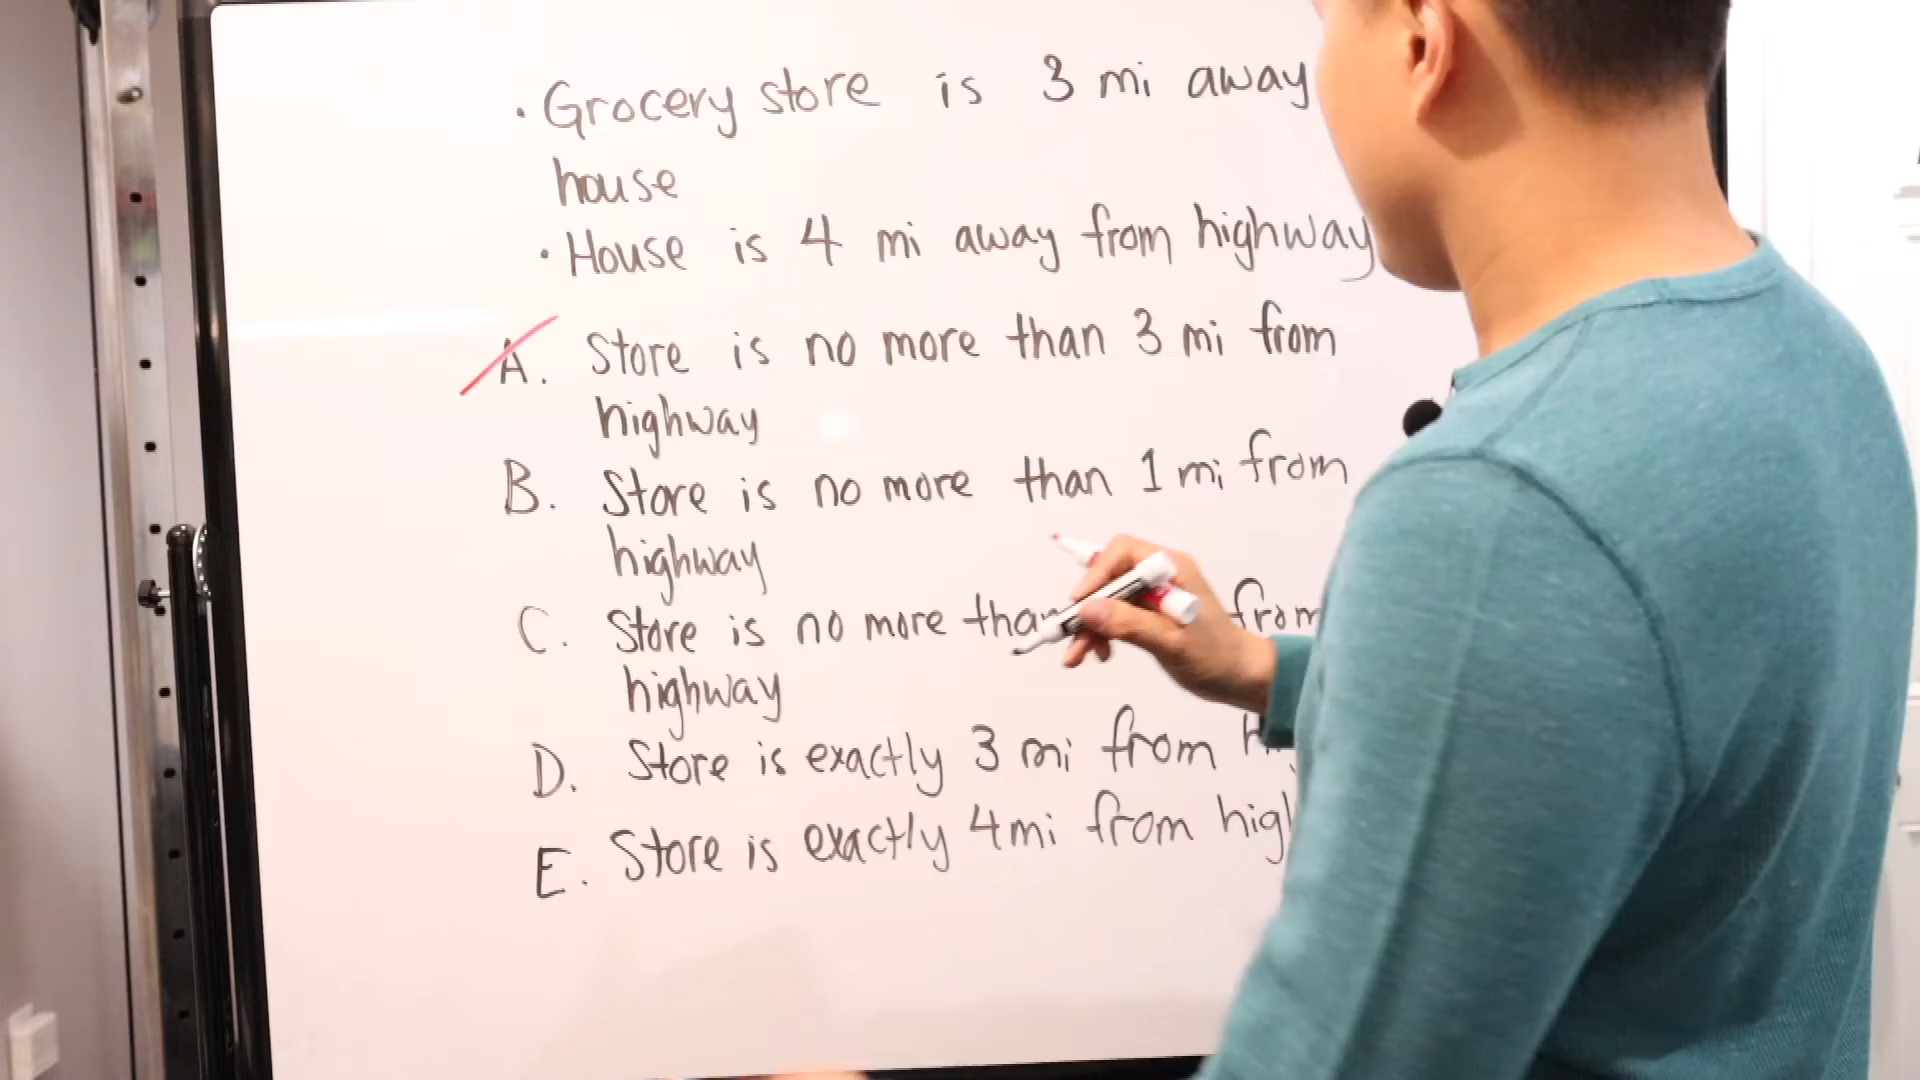 · Grocery store is 3 mi away
house
· House is 4 mi away from highway
A. Store is no more than 3 mi from
highway
B. Store is no more than 1 mi from
highway
C. Store is no more than from
highway
D. Store is exactly 3 mi from
E. Store is exactly 4 mi from